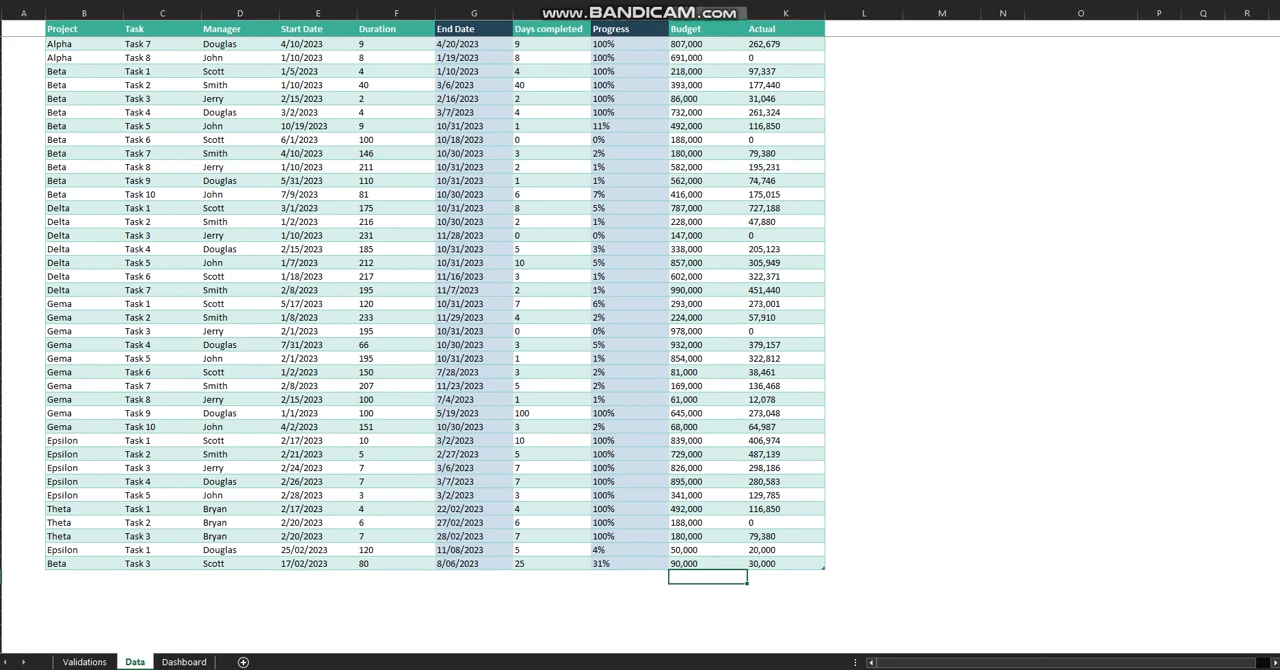 www.BANDICAM.com
A B C D E F G K L M N O P Q R
Project Task Manager Start Date Duration End Date Days completed Progress Budget Actual
Alpha Task 7 Douglas 4/10/2023 9 4/20/2023 9 100% 807,000 262,679
Alpha Task 8 John 1/10/2023 8 1/19/2023 8 100% 691,000 0
Beta Task 1 Scott 1/5/2023 4 1/10/2023 4 100% 218,000 97,337
Beta Task 2 Smith 1/10/2023 40 3/6/2023 40 100% 393,000 177,440
Beta Task 3 Jerry 2/15/2023 2 2/16/2023 2 100% 86,000 31,046
Beta Task 4 Douglas 3/2/2023 4 3/7/2023 4 100% 732,000 261,324
Beta Task 5 John 10/19/2023 9 10/31/2023 1 11% 492,000 116,850
Beta Task 6 Scott 6/1/2023 100 10/18/2023 0 0% 188,000 0
Beta Task 7 Smith 4/10/2023 146 10/30/2023 3 2% 180,000 79,380
Beta Task 8 Jerry 1/10/2023 211 10/31/2023 2 1% 582,000 195,231
Beta Task 9 Douglas 5/31/2023 110 10/31/2023 1 1% 562,000 74,746
Beta Task 10 John 7/9/2023 81 10/30/2023 6 7% 416,000 175,015
Delta Task 1 Scott 3/1/2023 175 10/31/2023 8 5% 787,000 727,188
Delta Task 2 Smith 1/2/2023 216 10/30/2023 2 1% 228,000 47,880
Delta Task 3 Jerry 1/10/2023 231 11/28/2023 0 0% 147,000 0
Delta Task 4 Douglas 2/15/2023 185 10/31/2023 5 3% 338,000 205,123
Delta Task 5 John 1/7/2023 212 10/31/2023 10 5% 857,000 305,949
Delta Task 6 Scott 1/18/2023 217 11/16/2023 3 1% 602,000 322,371
Delta Task 7 Smith 2/8/2023 195 11/7/2023 2 1% 990,000 451,440
Gema Task 1 Scott 5/17/2023 120 10/31/2023 7 6% 293,000 273,001
Gema Task 2 Smith 1/8/2023 233 11/29/2023 4 2% 224,000 57,910
Gema Task 3 Jerry 2/1/2023 195 10/31/2023 0 0% 978,000 0
Gema Task 4 Douglas 7/31/2023 66 10/30/2023 3 5% 932,000 379,157
Gema Task 5 John 2/1/2023 195 10/31/2023 1 1% 854,000 322,812
Gema Task 6 Scott 1/2/2023 150 7/28/2023 3 2% 81,000 38,461
Gema Task 7 Smith 2/8/2023 207 11/23/2023 5 2% 169,000 136,468
Gema Task 8 Jerry 2/15/2023 100 7/4/2023 1 1% 61,000 12,078
Gema Task 9 Douglas 1/1/2023 100 5/19/2023 100 100% 645,000 273,048
Gema Task 10 John 4/2/2023 151 10/30/2023 3 2% 68,000 64,987
Epsilon Task 1 Scott 2/17/2023 10 3/2/2023 10 100% 839,000 406,974
Epsilon Task 2 Smith 2/21/2023 5 2/27/2023 5 100% 729,000 487,139
Epsilon Task 3 Jerry 2/24/2023 7 3/6/2023 7 100% 826,000 298,186
Epsilon Task 4 Douglas 2/26/2023 7 3/7/2023 7 100% 895,000 280,583
Epsilon Task 5 John 2/28/2023 3 3/2/2023 3 100% 341,000 129,785
Theta Task 1 Bryan 2/17/2023 4 22/02/2023 4 100% 492,000 116,850
Theta Task 2 Bryan 2/20/2023 6 27/02/2023 6 100% 188,000 0
Theta Task 3 Bryan 2/20/2023 7 28/02/2023 7 100% 180,000 79,380
Epsilon Task 1 Douglas 25/02/2023 120 11/08/2023 5 4% 50,000 20,000
Beta Task 3 Scott 17/02/2023 80 8/06/2023 25 31% 90,000 30,000
Validations Data Dashboard